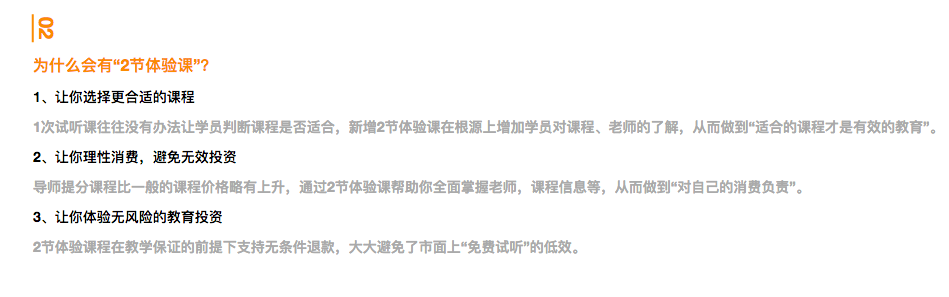 02
为什么会有“2节体验课”?
1、让你选择更合适的课程
1次试听课往往没有办法让学员判断课程是否适合，新增2节体验课在根源上增加学员对课程、老师的了解，从而做到“适合的课程才是有效的教育”。
2、让你理性消费，避免无效投资
导师提分课程比一般的课程价格略有上升，通过2节体验课帮助你全面掌握老师，课程信息等，从而做到“对自己的消费负责”。
3、让你体验无风险的教育投资
2节体验课程在教学保证的前提下支持无条件退款，大大避免了市面上“免费试听”的低效。